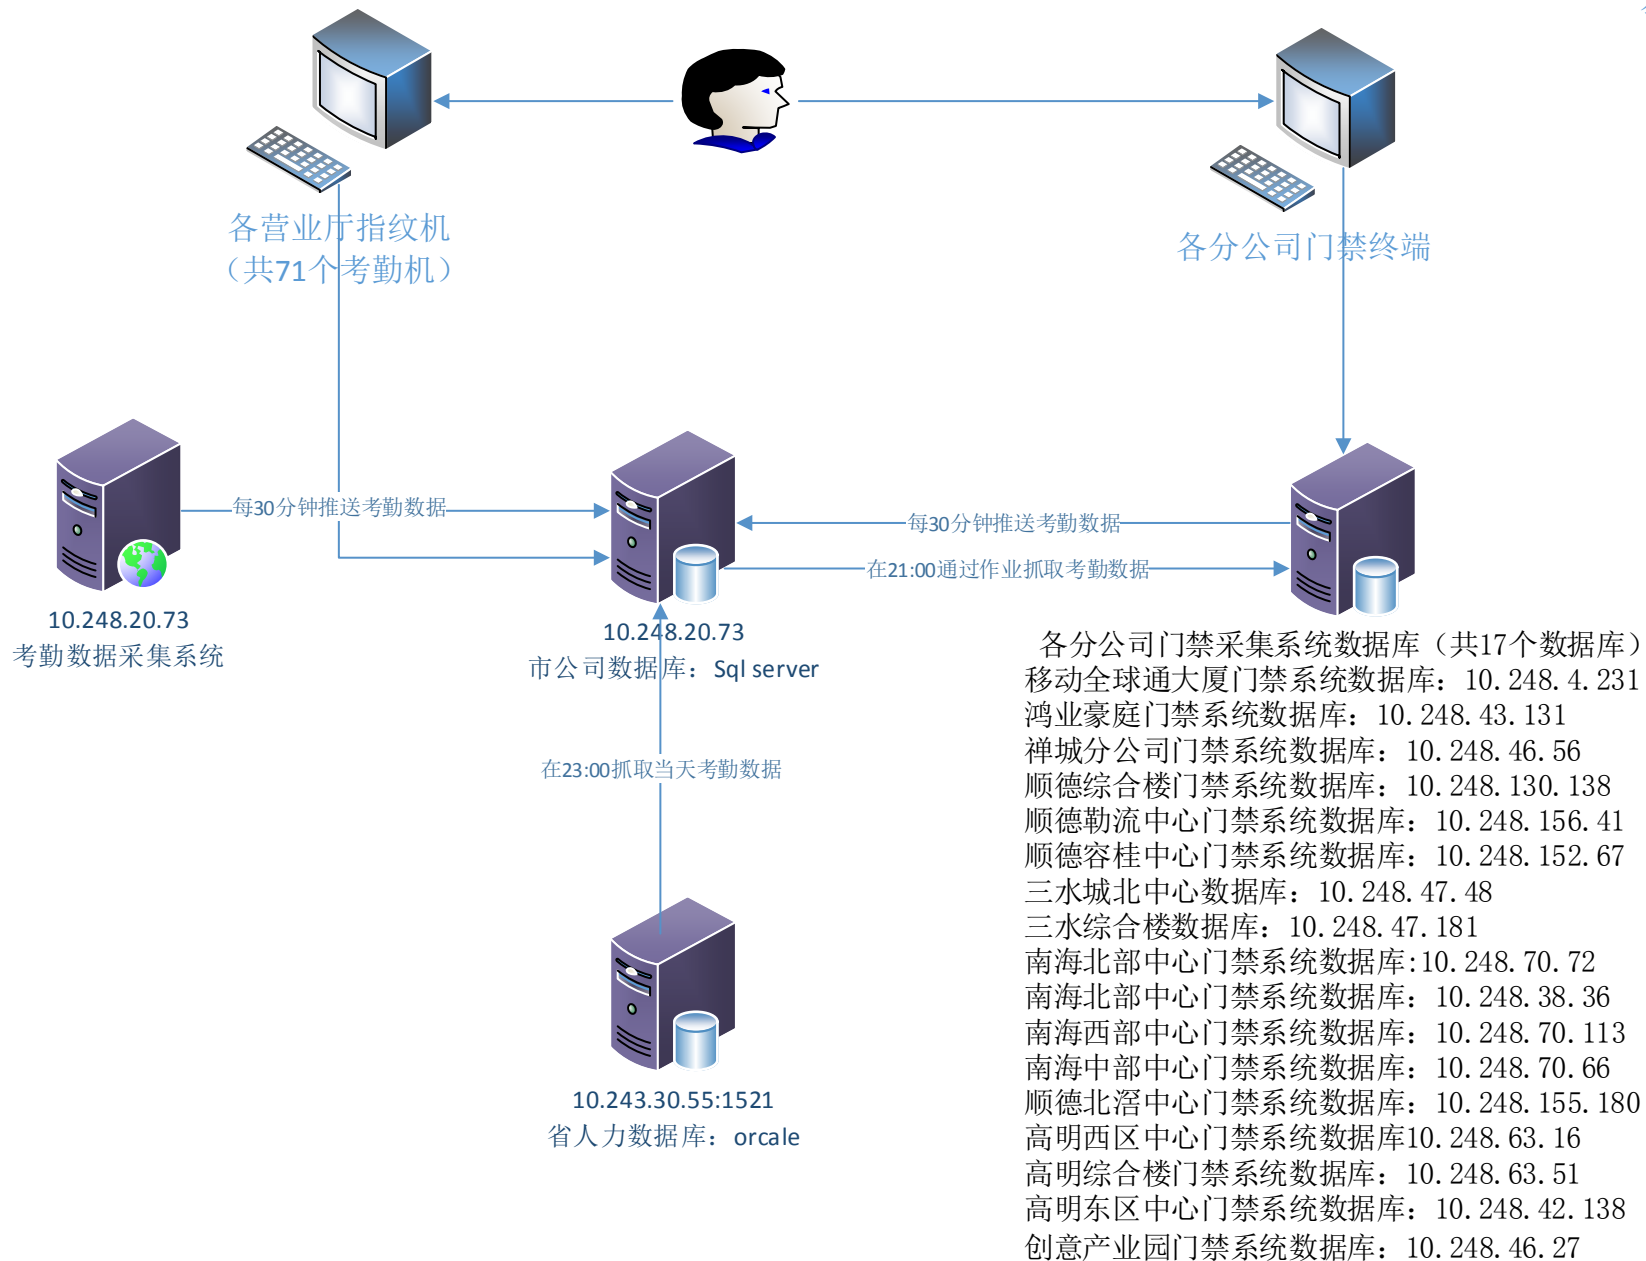 各营业厅指纹机
（共71个考勤机）
各分公司门禁终端
每30分钟推送考勤数据
每30分钟推送考勤数据
在21:00通过作业抓取考勤数据
10.248.20.73
考勤数据采集系统
10.248.20.73
市公司数据库：Sql server
在23:00抓取当天考勤数据
10.243.30.55:1521
省人力数据库：orcale
各分公司门禁采集系统数据库（共17个数据库）
移动全球通大厦门禁系统数据库：10.248.4.231
鸿业豪庭门禁系统数据库：10.248.43.131
禅城分公司门禁系统数据库：10.248.46.56
顺德综合楼门禁系统数据库：10.248.130.138
顺德勒流中心门禁系统数据库：10.248.156.41
顺德容桂中心门禁系统数据库：10.248.152.67
三水城北中心数据库：10.248.47.48
三水综合楼数据库：10.248.47.181
南海北部中心门禁系统数据库:10.248.70.72
南海北部中心门禁系统数据库：10.248.38.36
南海西部中心门禁系统数据库：10.248.70.113
南海中部中心门禁系统数据库：10.248.70.66
顺德北滘中心门禁系统数据库：10.248.155.180
高明西区中心门禁系统数据库10.248.63.16
高明综合楼门禁系统数据库：10.248.63.51
高明东区中心门禁系统数据库：10.248.42.138
创意产业园门禁系统数据库：10.248.46.27